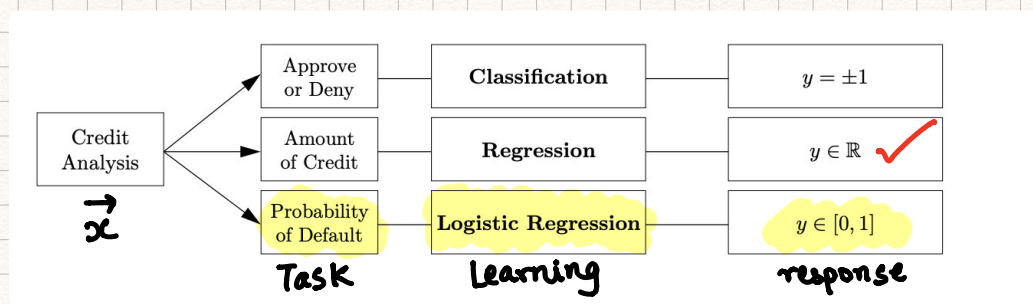 Approve
or Deny
Classification
y = ±1
Credit
Analysis
Amount
of Credit
Regression
y ∈ ℝ
Probability
of Default
Logistic Regression
y ∈ [0, 1]
x
Task
Learning
response